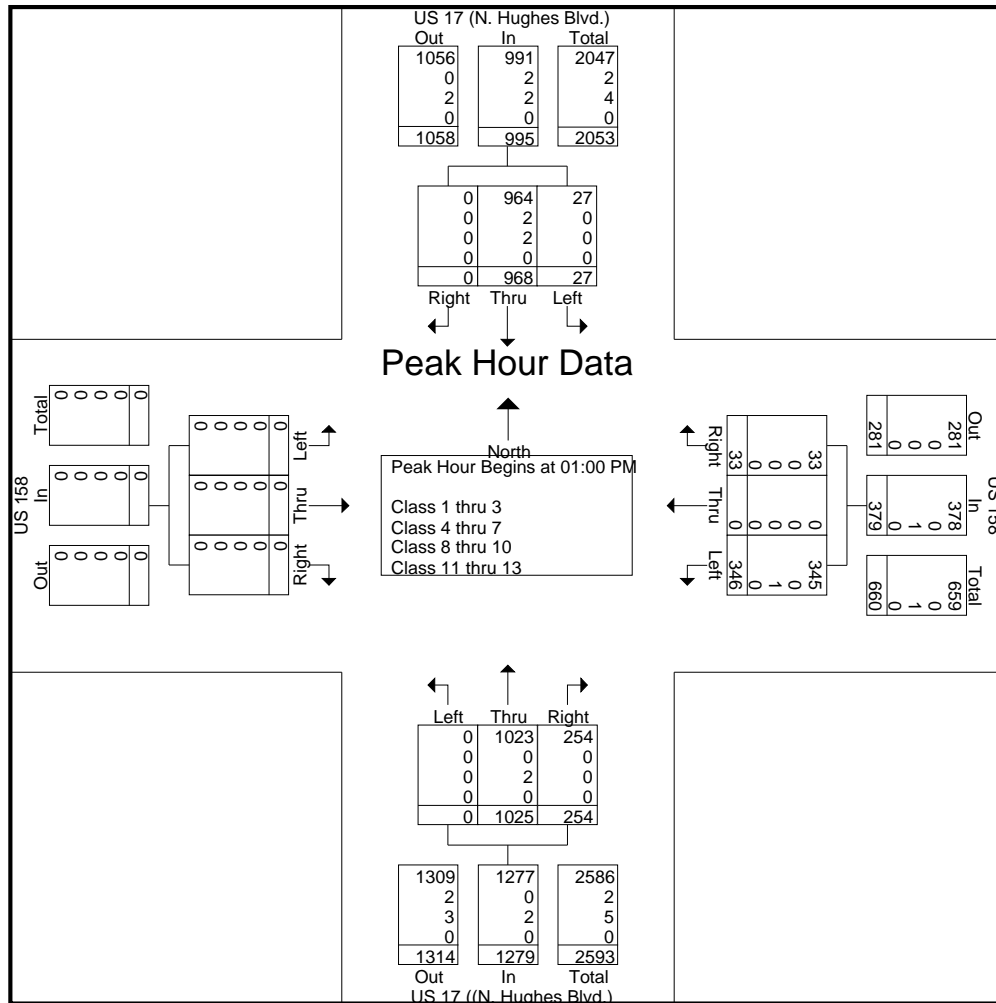 US 17 (N. Hughes Blvd.)
Out In Total
1056 991 2047
0 2 2
2 2 4
0 0 0
1058 995 2053
0 964 27
0 2 0
0 2 0
0 0 0
0 968 27
Right Thru Left
Peak Hour Data
US 158
Total
0 0 0 0 0
In
0 0 0 0 0
Out
0 0 0 0 0
Left
0 0 0 0 0
Thru
0 0 0 0 0
Right
0 0 0 0 0
North
Peak Hour Begins at 01:00 PM
Class 1 thru 3
Class 4 thru 7
Class 8 thru 10
Class 11 thru 13
Right
33 0 0 0 33
Thru
0 0 0 0 0
Left
345 0 1 0 346
US 158
Out
281 0 0 0 281
In
378 0 1 0 379
Total
659 0 1 0 660
Left Thru Right
0 1023 254
0 0 0
0 2 0
0 0 0
0 1025 254
1309 1277 2586
2 0 2
3 2 5
0 0 0
1314 1279 2593
Out In Total
US 17 ((N. Hughes Blvd.)